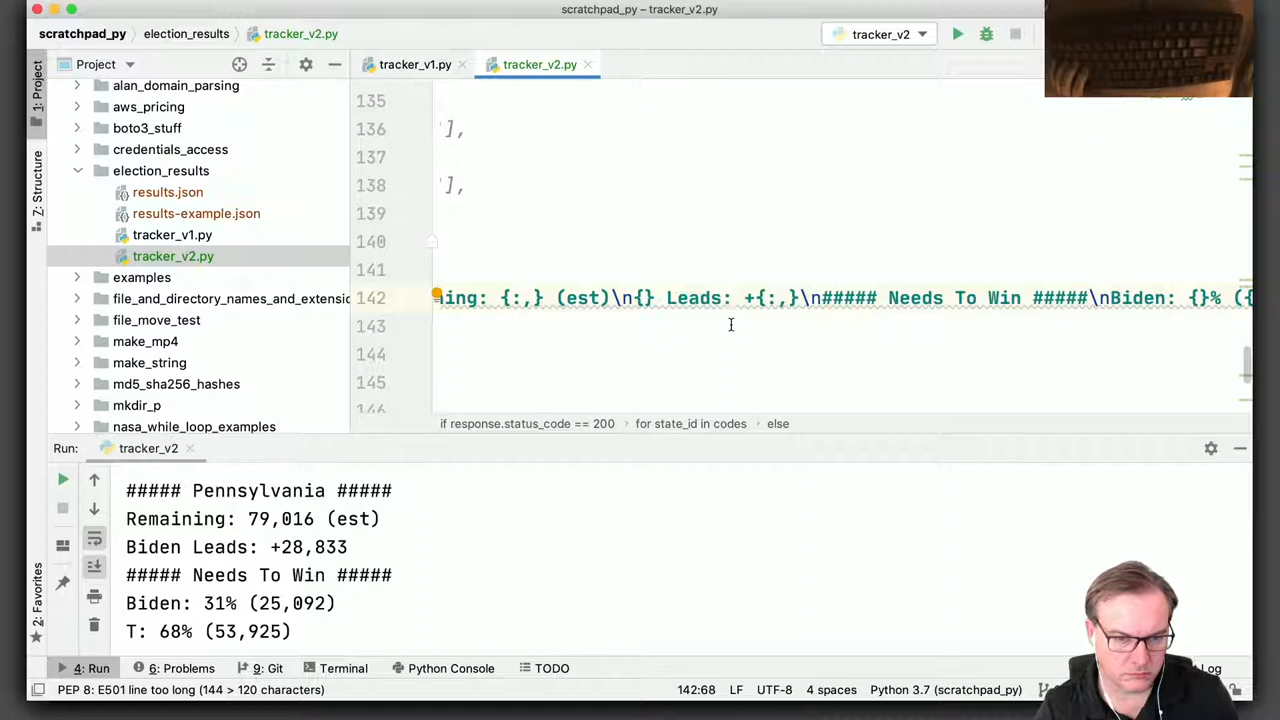 scratchpad_py – tracker_v2.py
scratchpad_py election_results tracker_v2.py
tracker_v2
1: Project
Z: Structure
2: Favorites
Project
alan_domain_parsing
aws_pricing
boto3_stuff
credentials_access
election_results
results.json
results-example.json
tracker_v1.py
tracker_v2.py
examples
file_and_directory_names_and_extensio
file_move_test
make_mp4
make_string
md5_sha256_hashes
mkdir_p
nasa_while_loop_examples
tracker_v1.py tracker_v2.py
135
136 '],
137
138 '],
139
140
141
142 ning: {:,} (est)\n{} Leads: +{:,}\n##### Needs To Win #####\nBiden: {}% ({
143
144
145
146
if response.status_code == 200 for state_id in codes else
Run: tracker_v2
##### Pennsylvania #####
Remaining: 79,016 (est)
Biden Leads: +28,833
##### Needs To Win #####
Biden: 31% (25,092)
T: 68% (53,925)
4: Run 6: Problems 9: Git Terminal Python Console TODO Log
PEP 8: E501 line too long (144 > 120 characters) 142:68 LF UTF-8 4 spaces Python 3.7 (scratchpad_py)